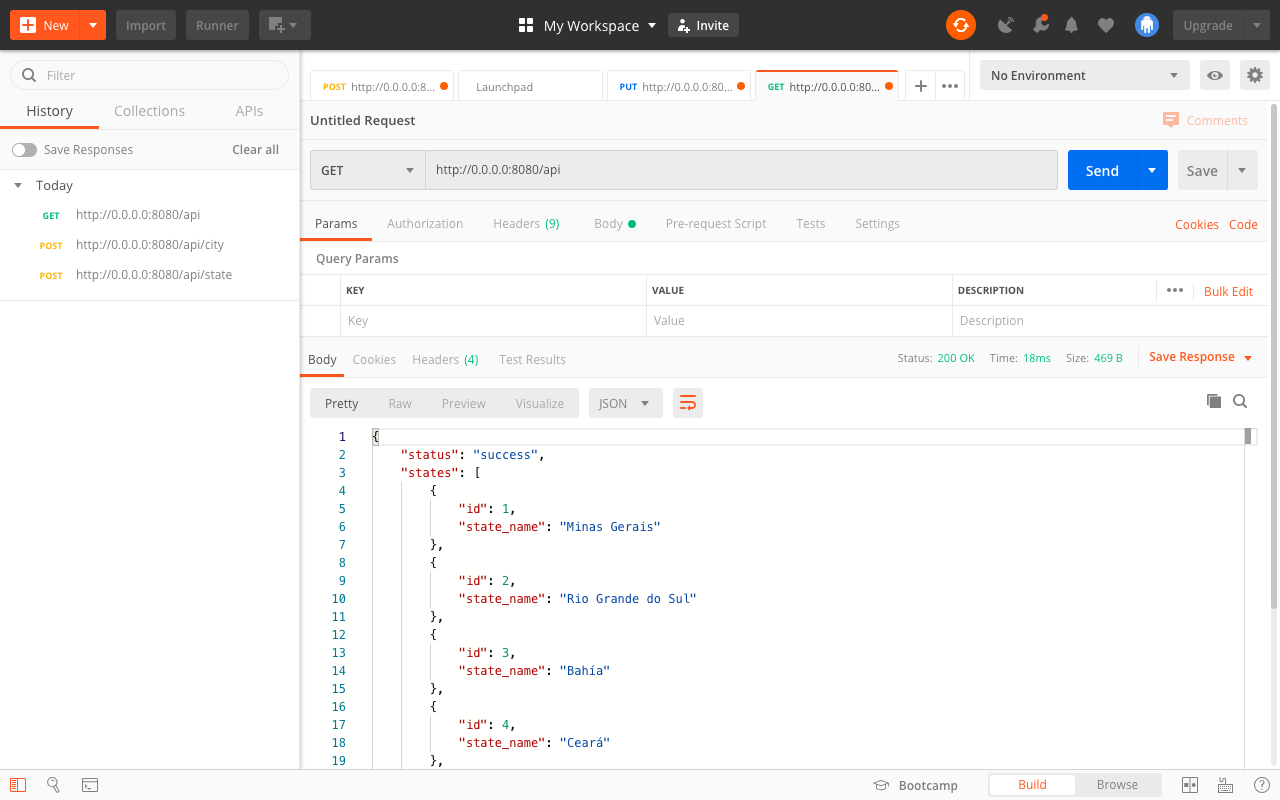 New Import Runner My Workspace Invite Upgrade
Filter
History Collections APIs
Save Responses Clear all
Today
GET http://0.0.0.0:8080/api
POST http://0.0.0.0:8080/api/city
POST http://0.0.0.0:8080/api/state
POST http://0.0.0.0:8... Launchpad PUT http://0.0.0.0:80... GET http://0.0.0.0:80... No Environment
Untitled Request Comments
GET http://0.0.0.0:8080/api Send Save
Params Authorization Headers (9) Body Pre-request Script Tests Settings Cookies Code
Query Params
KEY VALUE DESCRIPTION Bulk Edit
Key Value Description
Body Cookies Headers (4) Test Results Status: 200 OK Time: 18ms Size: 469 B Save Response
Pretty Raw Preview Visualize JSON
1 {
2 "status": "success",
3 "states": [
4 {
5 "id": 1,
6 "state_name": "Minas Gerais"
7 },
8 {
9 "id": 2,
10 "state_name": "Rio Grande do Sul"
11 },
12 {
13 "id": 3,
14 "state_name": "Bahía"
15 },
16 {
17 "id": 4,
18 "state_name": "Ceará"
19 },
Bootcamp Build Browse